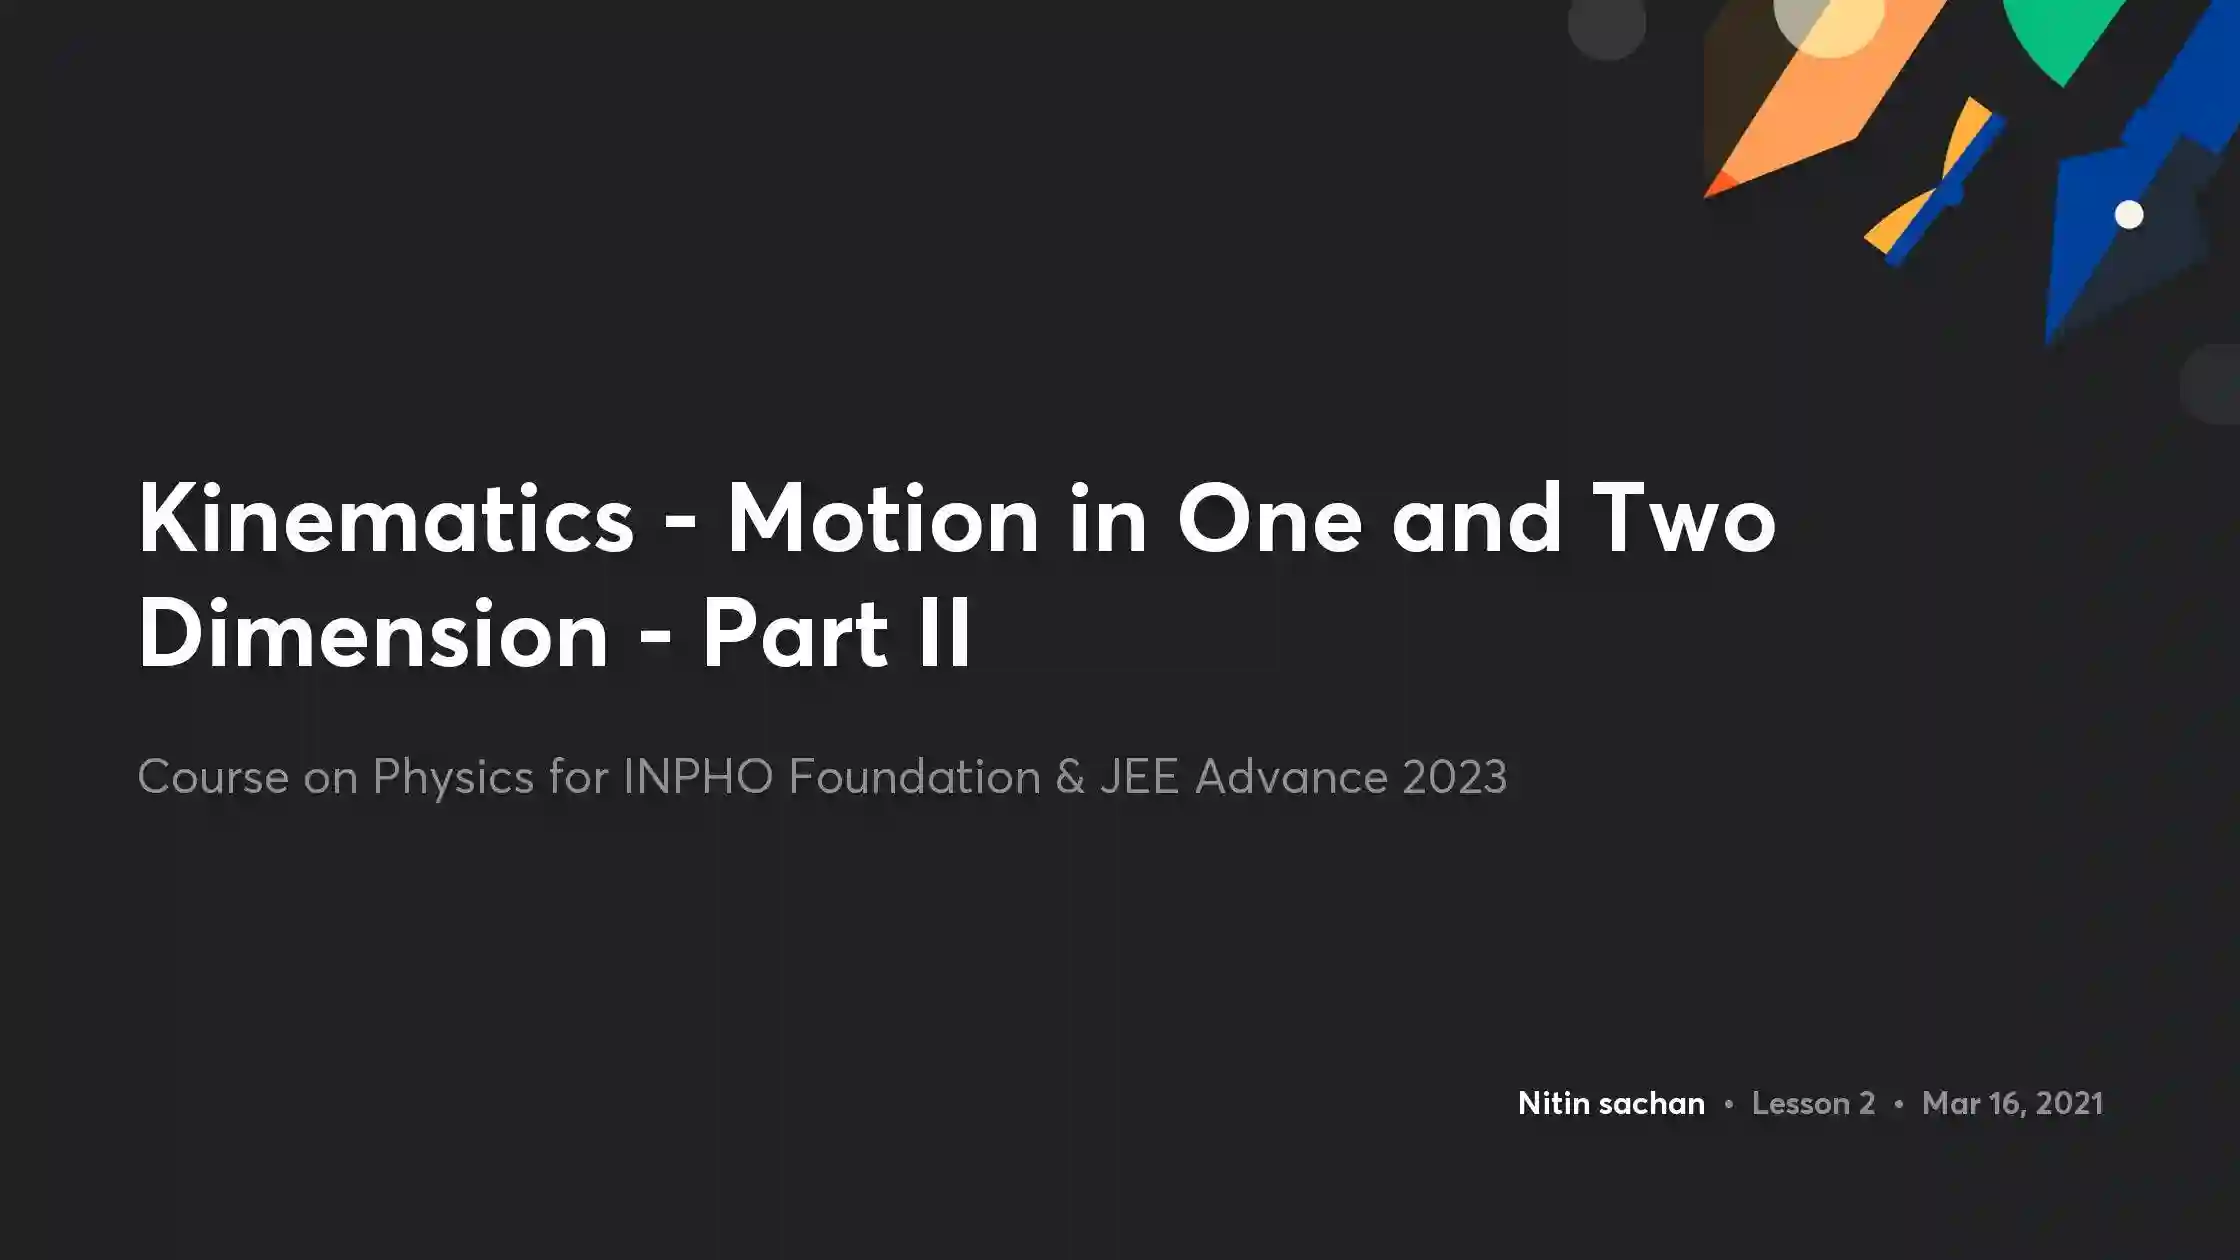 Kinematics - Motion in One and Two
Dimension - Part II
Course on Physics for INPHO Foundation & JEE Advance 2023
Nitin sachan • Lesson 2 • Mar 16, 2021